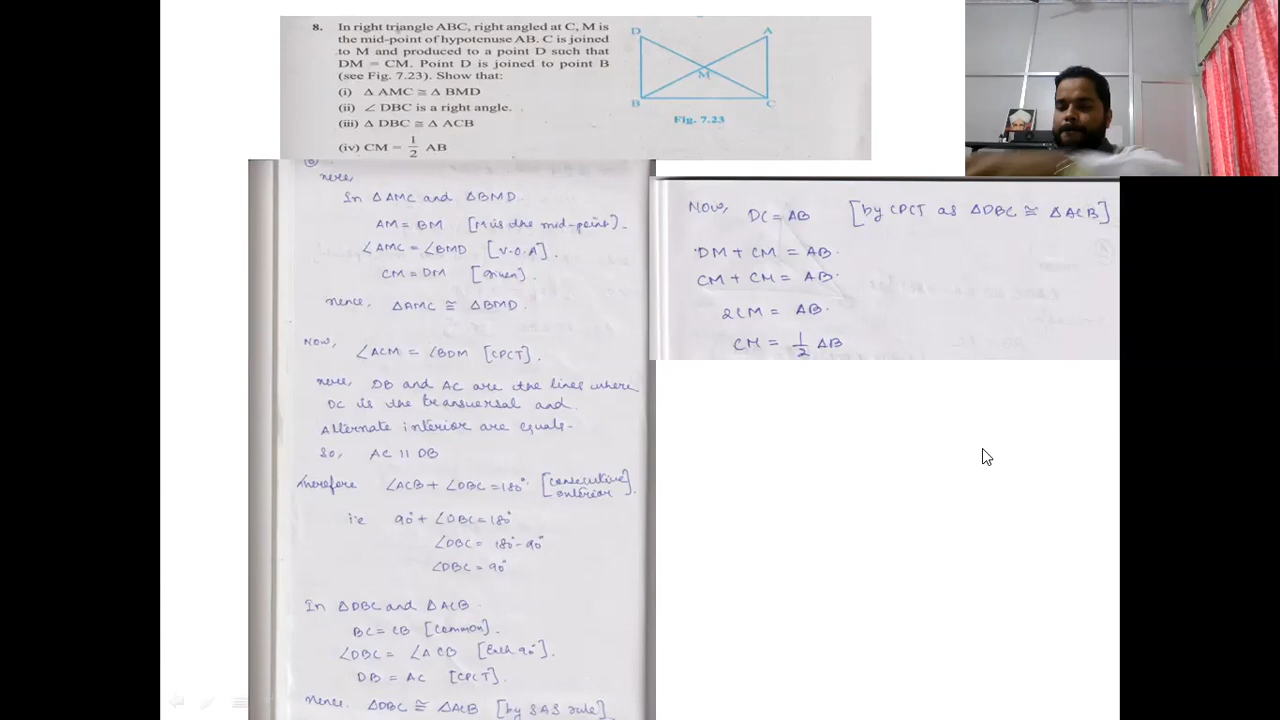 8. In right triangle ABC, right angled at C, M is
the mid-point of hypotenuse AB. C is joined
to M and produced to a point D such that
DM = CM. Point D is joined to point B
(see Fig. 7.23). Show that:
(i) Δ AMC ≅ Δ BMD
(ii) ∠ DBC is a right angle.
(iii) Δ DBC ≅ Δ ACB
(iv) CM = 1/2 AB
D
A
M
B
C
Fig. 7.23
Here
In ΔAMC and ΔBMD.
AM = BM [M is the mid-point].
∠AMC = ∠BMD [V.O.A].
CM = DM [given].
Hence, ΔAMC ≅ ΔBMD.
Now,
∠ACM = ∠BDM [CPCT].
Here, DB and AC are the lines where
DC is the transversal and
Alternate interior are equals.
So, AC || DB
Therefore ∠ACB + ∠DBC = 180° [consecutive interior].
i.e 90° + ∠DBC = 180°
∠DBC = 180° - 90°
∠DBC = 90°
In ΔDBC and ΔACB.
BC = CB [common].
∠DBC = ∠ACB [Each 90°].
DB = AC [CPCT].
Hence. ΔDBC ≅ ΔACB [by SAS rule]
Now, DC = AB [by CPCT as ΔDBC ≅ ΔACB]
DM + CM = AB.
CM + CM = AB.
2CM = AB.
CM = 1/2 AB